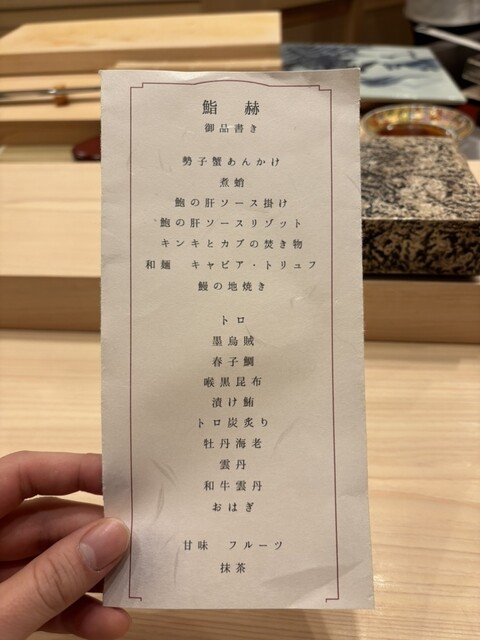 鮨 赫
御品書き
勢子蟹あんかけ
煮蛸
鮑の肝ソース掛け
鮑の肝ソースリゾット
キンキとカブの焚き物
和麺 キャビア・トリュフ
鰻の地焼き
トロ
墨烏賊
春子鯛
喉黒昆布
漬け鮪
トロ炭炙り
牡丹海老
雲丹
和牛雲丹
おはぎ
甘味 フルーツ
抹茶